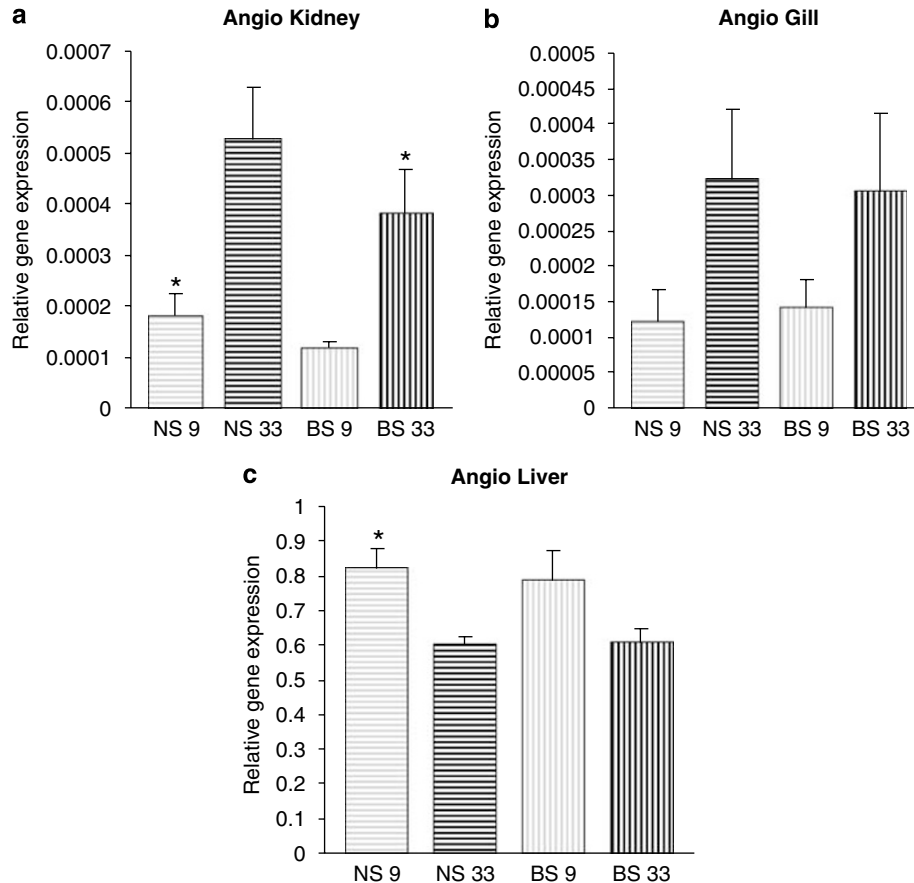 a
Angio Kidney
Relative gene expression
0.0007
0.0006
0.0005
0.0004
0.0003
0.0002
0.0001
0
*
*
NS 9 NS 33 BS 9 BS 33
b
Angio Gill
Relative gene expression
0.0005
0.00045
0.0004
0.00035
0.0003
0.00025
0.0002
0.00015
0.0001
0.00005
0
NS 9 NS 33 BS 9 BS 33
c
Angio Liver
Relative gene expression
1
0.9
0.8
0.7
0.6
0.5
0.4
0.3
0.2
0.1
0
*
NS 9 NS 33 BS 9 BS 33